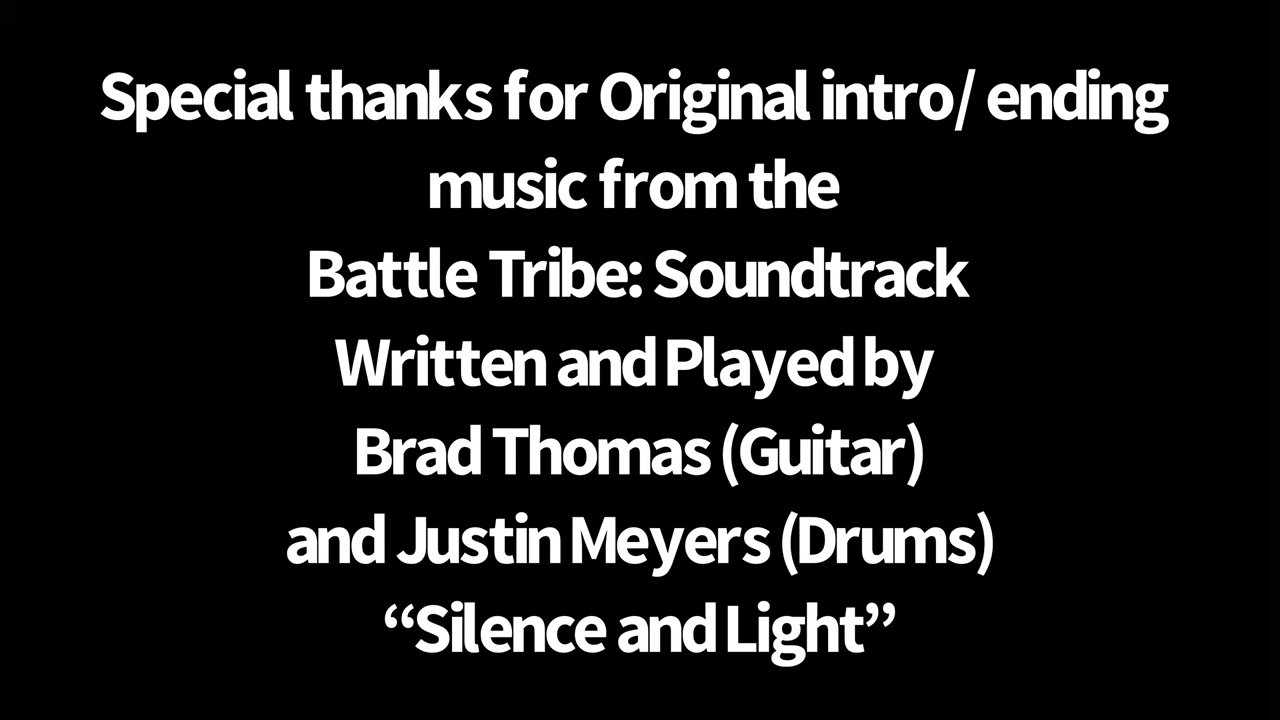 Special thanks for Original intro/ ending
music from the
Battle Tribe: Soundtrack
Written and Played by
Brad Thomas (Guitar)
and Justin Meyers (Drums)
“Silence and Light”